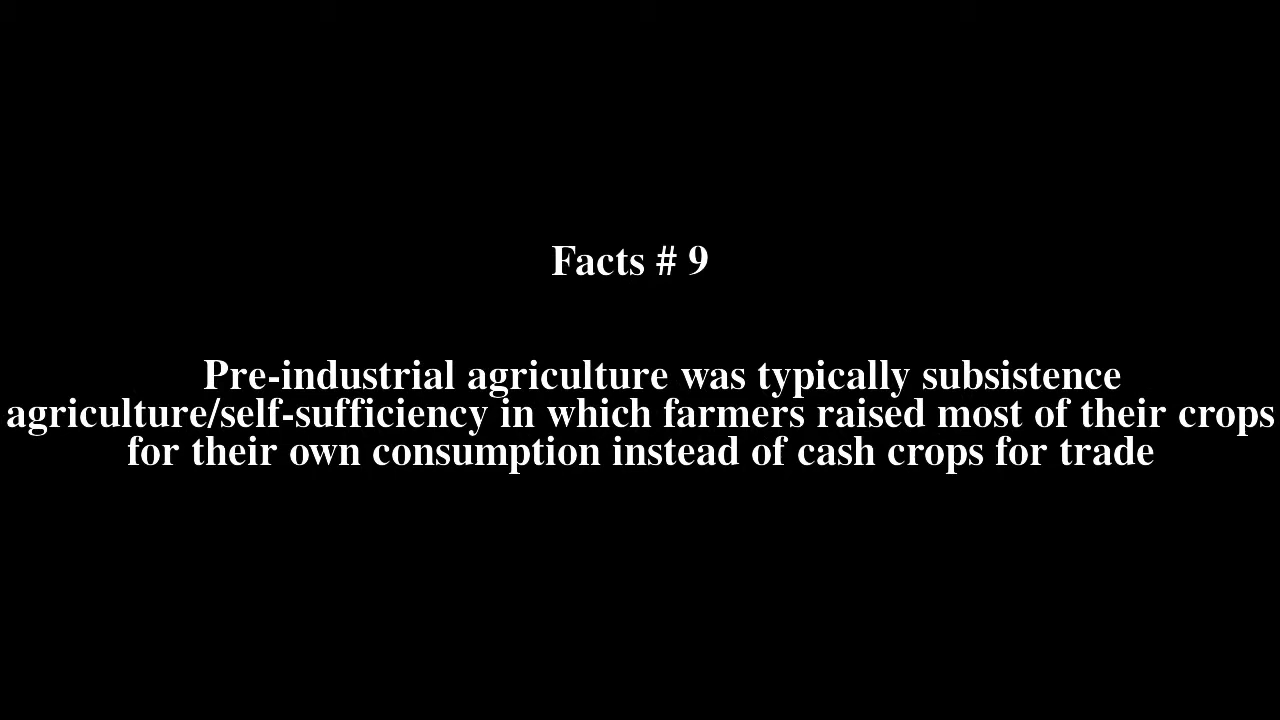 Facts # 9
Pre-industrial agriculture was typically subsistence
agriculture/self-sufficiency in which farmers raised most of their crops
for their own consumption instead of cash crops for trade